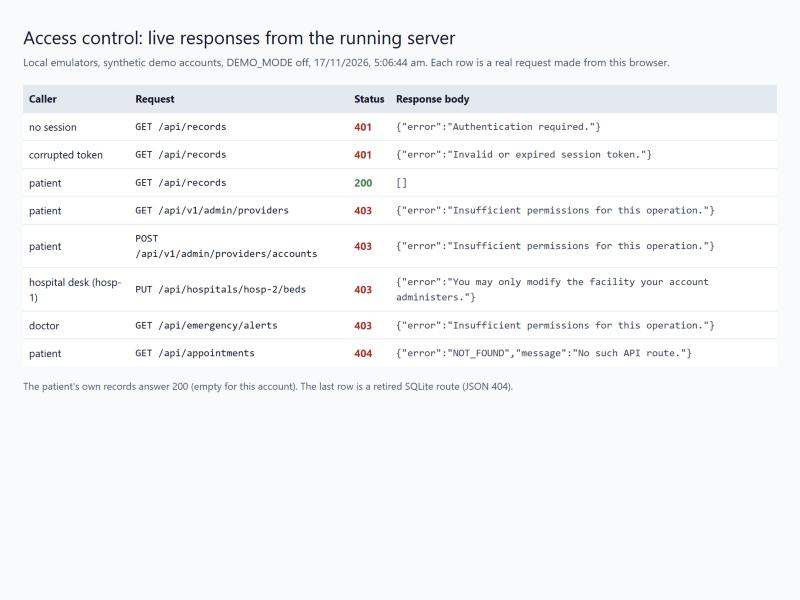 Access control: live responses from the running server
Local emulators, synthetic demo accounts, DEMO_MODE off, 17/11/2026, 5:06:44 am. Each row is a real request made from this browser.
Caller Request Status Response body
no session GET /api/records 401 {"error":"Authentication required."}
corrupted token GET /api/records 401 {"error":"Invalid or expired session token."}
patient GET /api/records 200 []
patient GET /api/v1/admin/providers 403 {"error":"Insufficient permissions for this operation."}
patient POST
/api/v1/admin/providers/accounts 403 {"error":"Insufficient permissions for this operation."}
hospital desk (hosp-
1) PUT /api/hospitals/hosp-2/beds 403 {"error":"You may only modify the facility your account
administers."}
doctor GET /api/emergency/alerts 403 {"error":"Insufficient permissions for this operation."}
patient GET /api/appointments 404 {"error":"NOT_FOUND","message":"No such API route."}
The patient's own records answer 200 (empty for this account). The last row is a retired SQLite route (JSON 404).